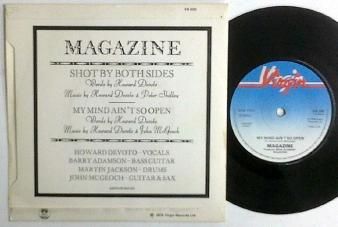 MAGAZINE
SHOT BY BOTH SIDES
Words by Howard Devoto
Music by Howard Devoto & Peter Shelley
MY MIND AIN'T SO OPEN
Words by Howard Devoto
Music by Howard Devoto & John McGeoch
HOWARD DEVOTO - VOCALS
BARRY ADAMSON - BASS GUITAR
MARTIN JACKSON - DRUMS
JOHN McGEOCH - GUITAR & SAX
Virgin
MY MIND AIN'T SO OPEN
MAGAZINE